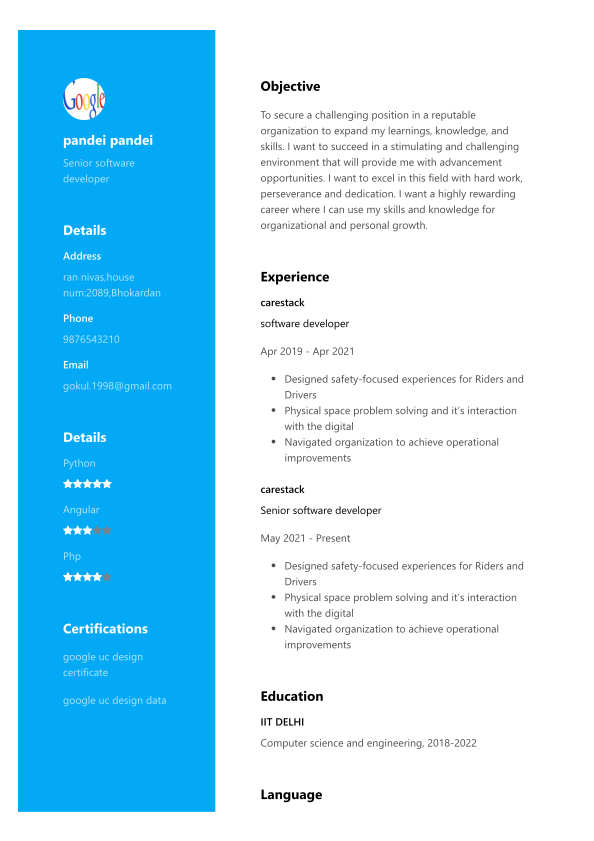 Google
pandei pandei
Senior software
developer
Details
Address
ran nivas,house
num:2089,Bhokardan
Phone
9876543210
Email
gokul.1998@gmail.com
Details
Python
Angular
Php
Certifications
google uc design
certificate
google uc design data
Objective
To secure a challenging position in a reputable
organization to expand my learnings, knowledge, and
skills. I want to succeed in a stimulating and challenging
environment that will provide me with advancement
opportunities. I want to excel in this field with hard work,
perseverance and dedication. I want a highly rewarding
career where I can use my skills and knowledge for
organizational and personal growth.
Experience
carestack
software developer
Apr 2019 - Apr 2021
• Designed safety-focused experiences for Riders and
Drivers
• Physical space problem solving and it's interaction
with the digital
• Navigated organization to achieve operational
improvements
carestack
Senior software developer
May 2021 - Present
• Designed safety-focused experiences for Riders and
Drivers
• Physical space problem solving and it's interaction
with the digital
• Navigated organization to achieve operational
improvements
Education
IIT DELHI
Computer science and engineering, 2018-2022
Language